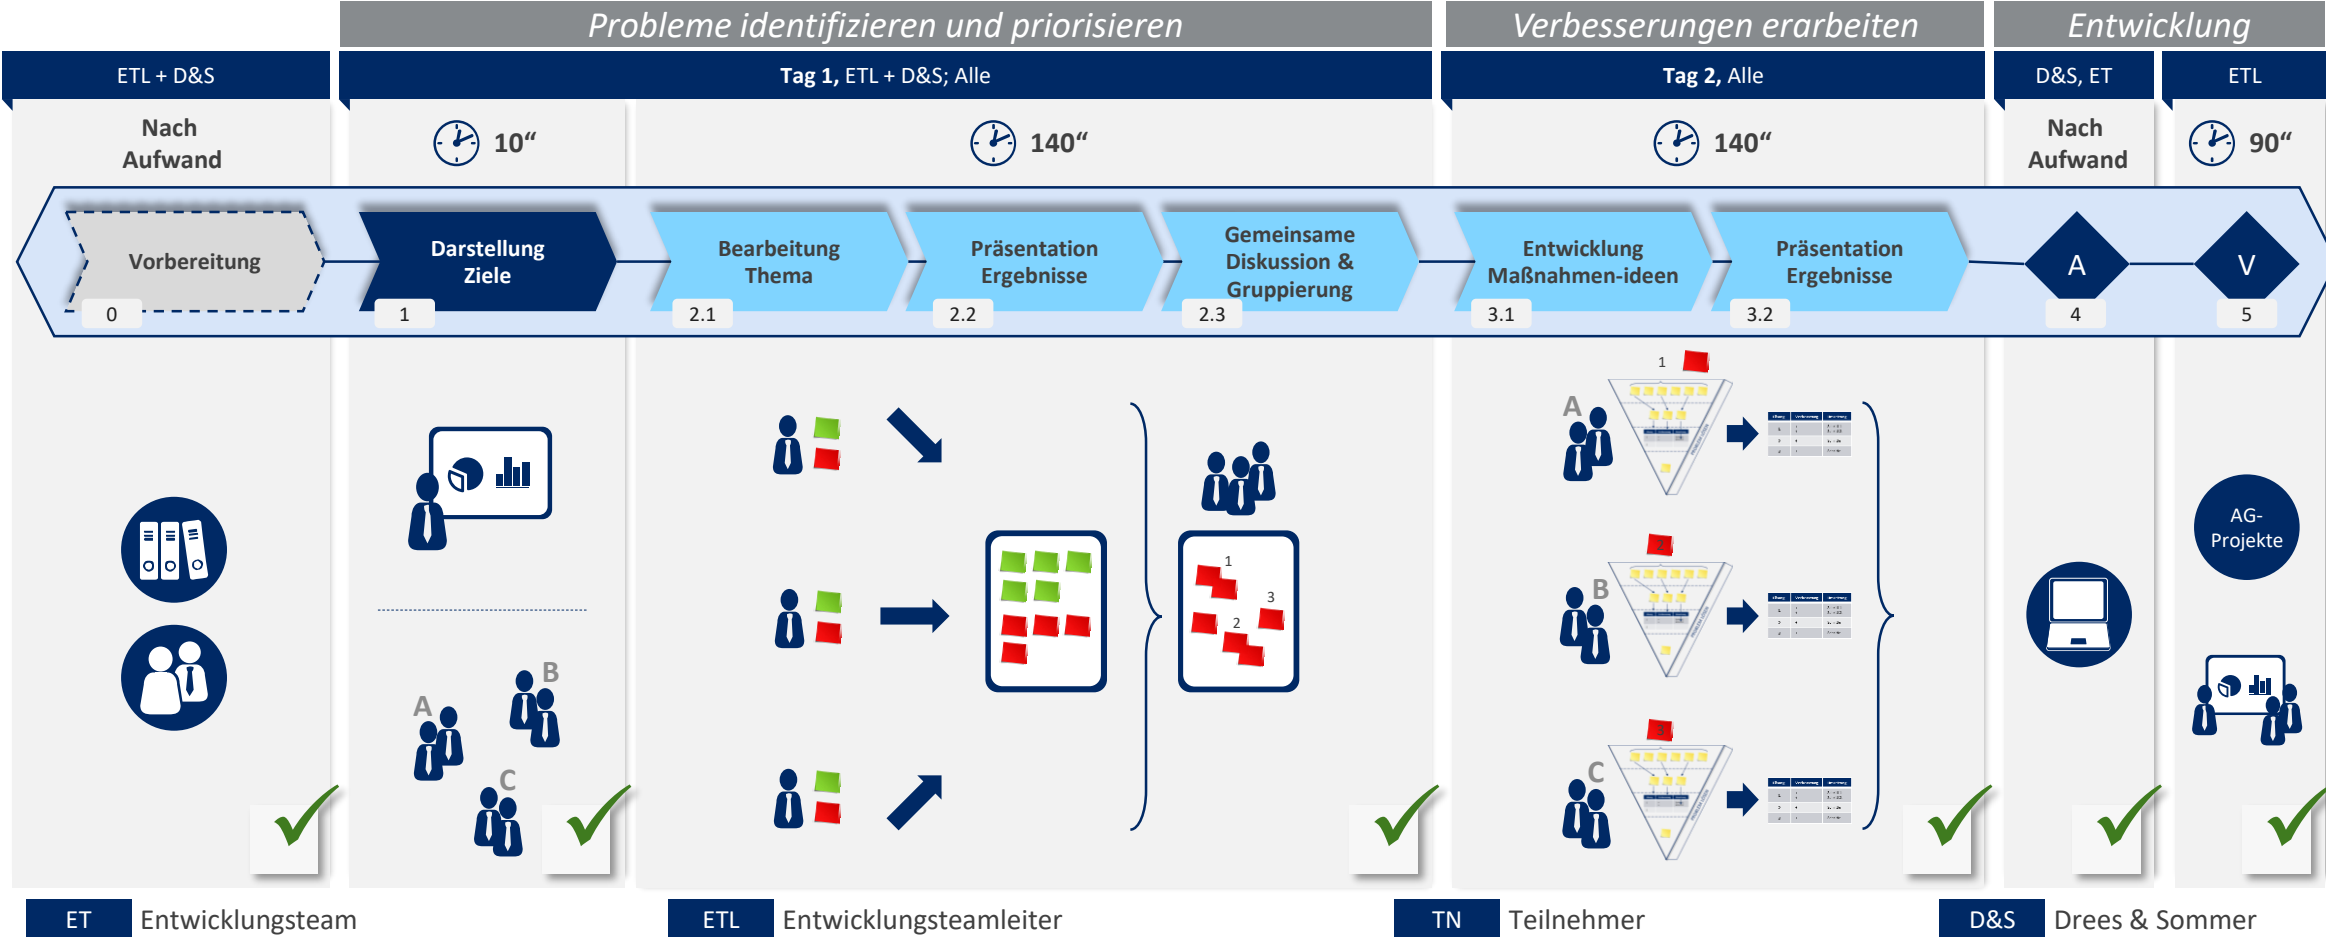 Probleme identifizieren und priorisieren
Verbesserungen erarbeiten
Entwicklung
ETL + D&S
Tag 1, ETL + D&S; Alle
Tag 2, Alle
D&S, ET
ETL
Nach
Aufwand
10“
140“
140“
Nach
Aufwand
90“
Vorbereitung
0
Darstellung
Ziele
1
Bearbeitung
Thema
2.1
Präsentation
Ergebnisse
2.2
Gemeinsame
Diskussion &
Gruppierung
2.3
Entwicklung
Maßnahmen-ideen
3.1
Präsentation
Ergebnisse
3.2
A
4
V
5
A
B
C
1
3
2
1
A
2
B
3
C
AG-
Projekte
ET
Entwicklungsteam
ETL
Entwicklungsteamleiter
TN
Teilnehmer
D&S
Drees & Sommer